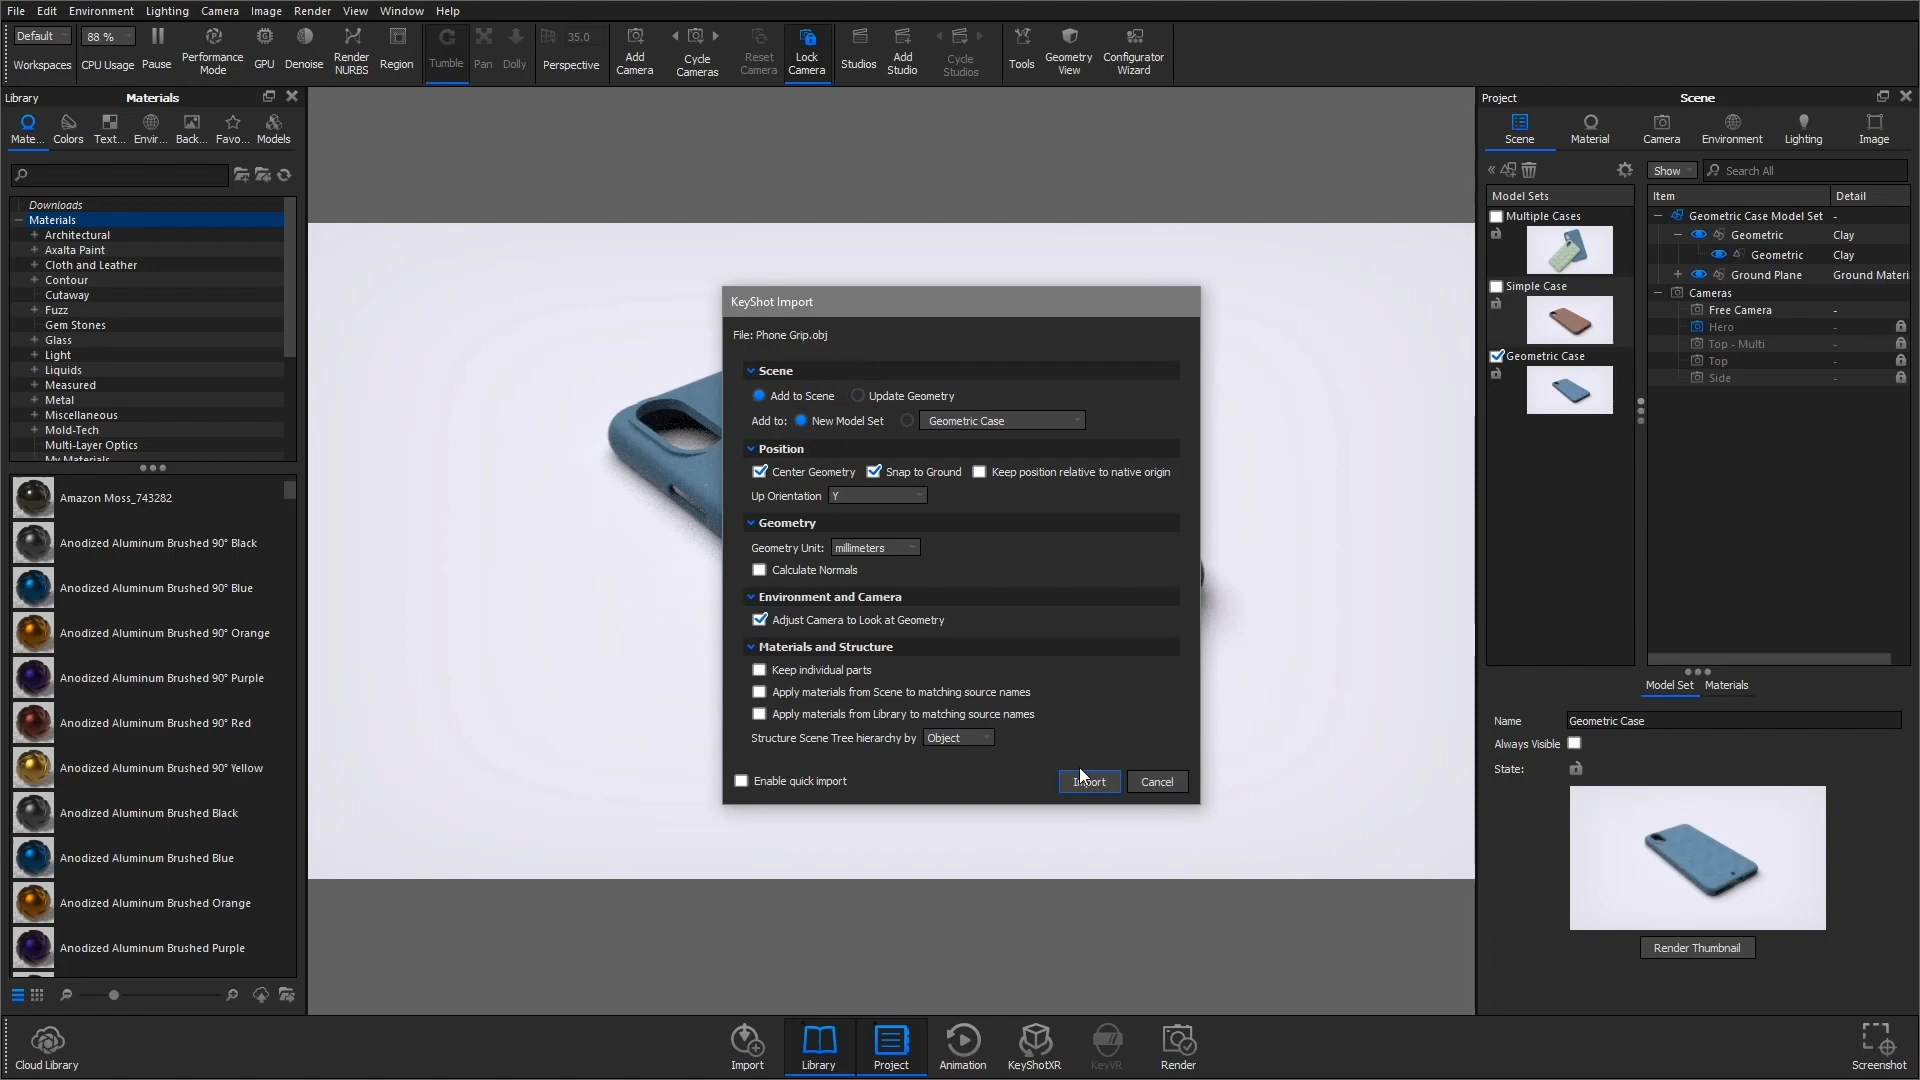 File Edit Environment Lighting Camera Image Render View Window Help
Default 88 % 35.0
Workspaces CPU Usage Pause Performance Mode GPU Denoise Render NURBS Region Tumble Pan Dolly Perspective Add Camera Cycle Cameras Reset Camera Lock Camera Studios Add Studio Cycle Studios Tools Geometry View Configurator Wizard
Library Materials
Mate... Colors Text... Envir... Back... Favo... Models
Downloads
Materials
Architectural
Axalta Paint
Cloth and Leather
Contour
Cutaway
Fuzz
Gem Stones
Glass
Light
Liquids
Measured
Metal
Miscellaneous
Mold-Tech
Multi-Layer Optics
My Materials
Amazon Moss_743282
Anodized Aluminum Brushed 90° Black
Anodized Aluminum Brushed 90° Blue
Anodized Aluminum Brushed 90° Orange
Anodized Aluminum Brushed 90° Purple
Anodized Aluminum Brushed 90° Red
Anodized Aluminum Brushed 90° Yellow
Anodized Aluminum Brushed Black
Anodized Aluminum Brushed Blue
Anodized Aluminum Brushed Orange
Anodized Aluminum Brushed Purple
KeyShot Import
File: Phone Grip.obj
Scene
Add to Scene Update Geometry
Add to: New Model Set Geometric Case
Position
Center Geometry Snap to Ground Keep position relative to native origin
Up Orientation Y
Geometry
Geometry Unit: millimeters
Calculate Normals
Environment and Camera
Adjust Camera to Look at Geometry
Materials and Structure
Keep individual parts
Apply materials from Scene to matching source names
Apply materials from Library to matching source names
Structure Scene Tree hierarchy by Object
Enable quick import Import Cancel
Project Scene
Scene Material Camera Environment Lighting Image
Show Search All
Model Sets
Multiple Cases
Simple Case
Geometric Case
Item Detail
Geometric Case Model Set -
Geometric Clay
Geometric Clay
Ground Plane Ground Materi
Cameras
Free Camera -
Hero -
Top - Multi -
Top -
Side -
Model Set Materials
Name Geometric Case
Always Visible
State:
Render Thumbnail
Cloud Library Import Library Project Animation KeyShotXR KeyVR Render Screenshot